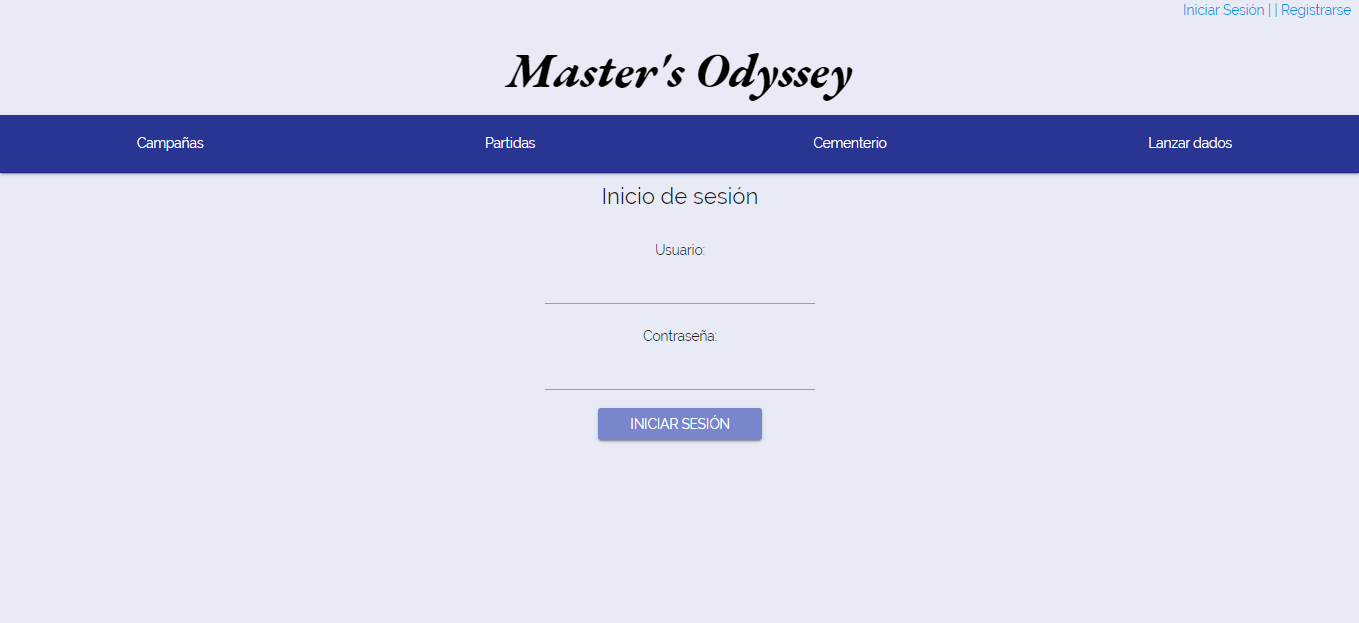 Iniciar Sesión | | Registrarse
Master's Odyssey
Campañas Partidas Cementerio Lanzar dados
Inicio de sesión
Usuario:
Contraseña:
INICIAR SESIÓN